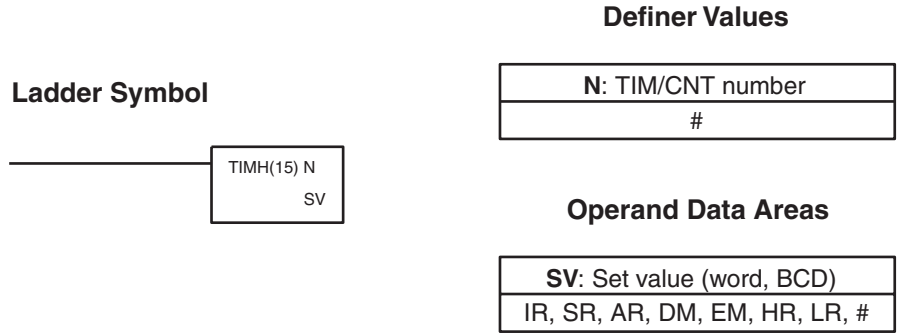 Definer Values
N: TIM/CNT number
#
Ladder Symbol
TIMH(15) N
SV
Operand Data Areas
SV: Set value (word, BCD)
IR, SR, AR, DM, EM, HR, LR, #